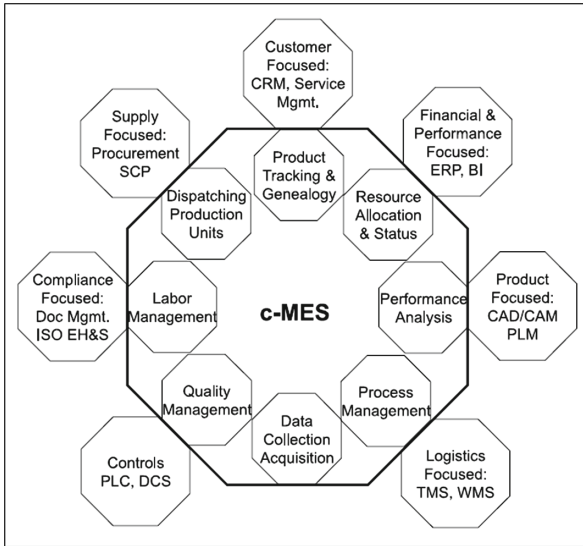 Customer
Focused:
CRM, Service
Mgmt.
Supply
Focused:
Procurement
SCP
Financial &
Performance
Focused:
ERP, BI
Product
Tracking &
Genealogy
Dispatching
Production
Units
Resource
Allocation
& Status
Compliance
Focused:
Doc Mgmt.
ISO EH&S
Labor
Management
c-MES
Performance
Analysis
Product
Focused:
CAD/CAM
PLM
Quality
Management
Data
Collection
Acquisition
Process
Management
Controls
PLC, DCS
Logistics
Focused:
TMS, WMS